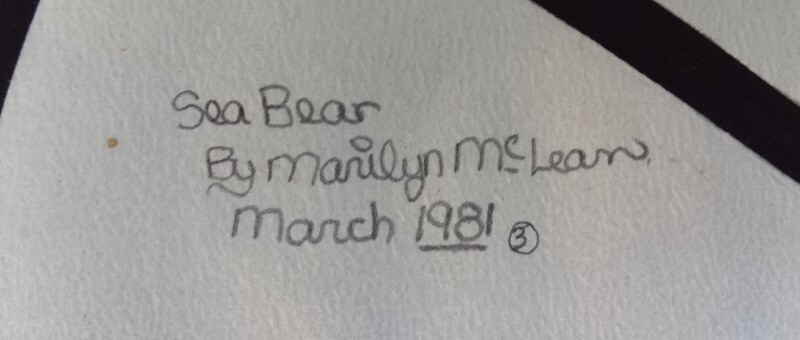 Sea Bear
By Marilyn McLean.
March 1981 ③